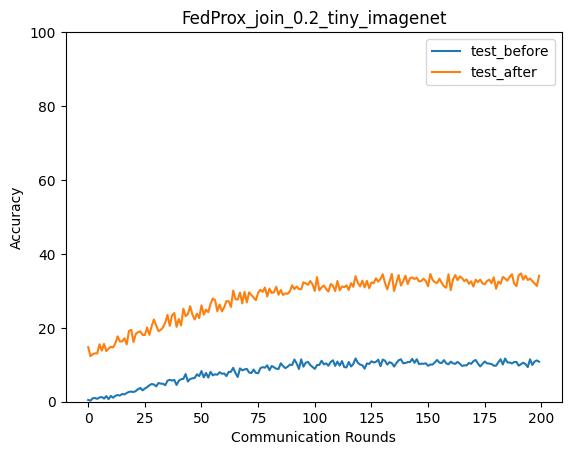 FedProx_join_0.2_tiny_imagenet
100
80
60
40
20
0
Accuracy
test_before
test_after
0 25 50 75 100 125 150 175 200
Communication Rounds